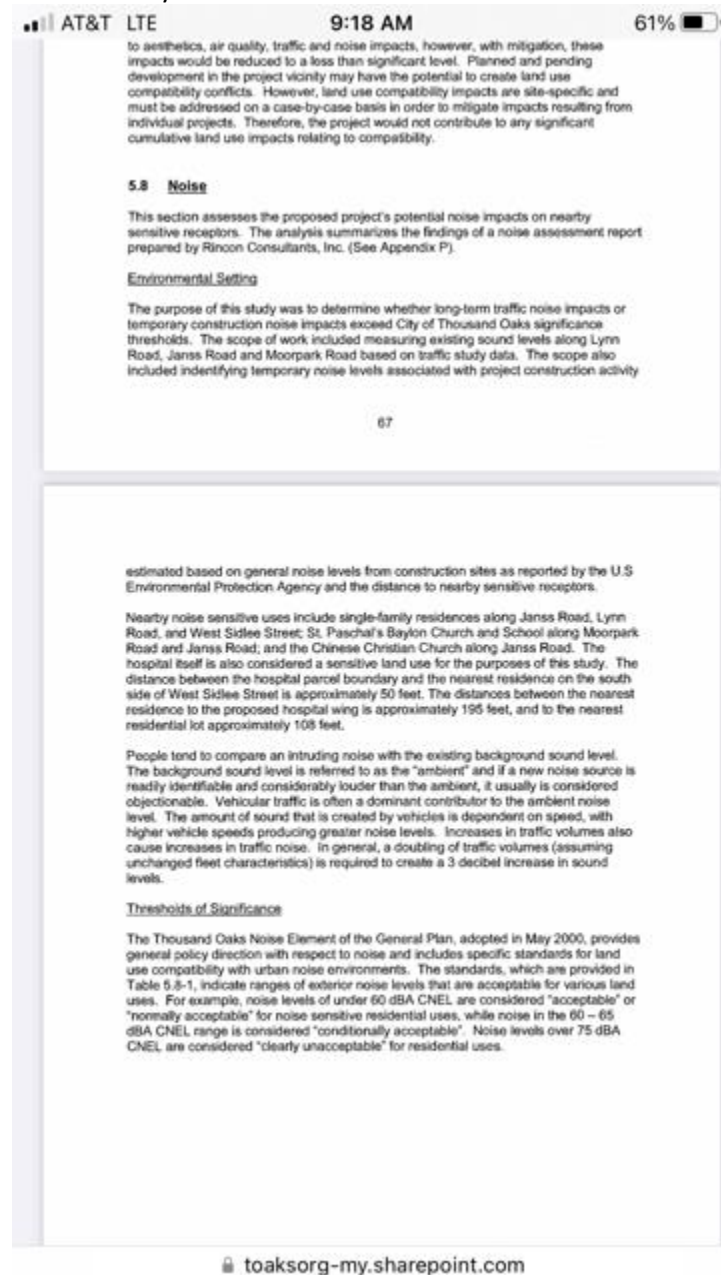 AT&T LTE 9:18 AM 61%
to aesthetics, air quality, traffic and noise impacts, however, with mitigation, these
impacts would be reduced to a less than significant level. Planned and pending
development in the project vicinity may have the potential to create land use
compatibility conflicts. However, land use compatibility impacts are site-specific and
must be addressed on a case-by-case basis in order to mitigate impacts resulting from
individual projects. Therefore, the project would not contribute to any significant
cumulative land use impacts relating to compatibility.
5.8 Noise
This section assesses the proposed project's potential noise impacts on nearby
sensitive receptors. The analysis summarizes the findings of a noise assessment report
prepared by Rincon Consultants, Inc. (See Appendix P).
Environmental Setting
The purpose of this study was to determine whether long-term traffic noise impacts or
temporary construction noise impacts exceed City of Thousand Oaks significance
thresholds. The scope of work included measuring existing sound levels along Lynn
Road, Janss Road and Moorpark Road based on traffic study data. The scope also
included indentifying temporary noise levels associated with project construction activity
67
estimated based on general noise levels from construction sites as reported by the U.S
Environmental Protection Agency and the distance to nearby sensitive receptors.
Nearby noise sensitive uses include single-family residences along Janss Road, Lynn
Road, and West Sidlee Street; St. Paschal's Baylon Church and School along Moorpark
Road and Janss Road; and the Chinese Christian Church along Janss Road. The
hospital itself is also considered a sensitive land use for the purposes of this study. The
distance between the hospital parcel boundary and the nearest residence on the south
side of West Sidlee Street is approximately 50 feet. The distances between the nearest
residence to the proposed hospital wing is approximately 195 feet, and to the nearest
residential lot approximately 108 feet.
People tend to compare an intruding noise with the existing background sound level.
The background sound level is referred to as the "ambient" and if a new noise source is
readily identifiable and considerably louder than the ambient, it usually is considered
objectionable. Vehicular traffic is often a dominant contributor to the ambient noise
level. The amount of sound that is created by vehicles is dependent on speed, with
higher vehicle speeds producing greater noise levels. Increases in traffic volumes also
cause increases in traffic noise. In general, a doubling of traffic volumes (assuming
unchanged fleet characteristics) is required to create a 3 decibel increase in sound
levels.
Thresholds of Significance
The Thousand Oaks Noise Element of the General Plan, adopted in May 2000, provides
general policy direction with respect to noise and includes specific standards for land
use compatibility with urban noise environments. The standards, which are provided in
Table 5.8-1, indicate ranges of exterior noise levels that are acceptable for various land
uses. For example, noise levels of under 60 dBA CNEL are considered "acceptable" or
"normally acceptable" for noise sensitive residential uses, while noise in the 60 – 65
dBA CNEL range is considered "conditionally acceptable". Noise levels over 75 dBA
CNEL are considered "clearly unacceptable" for residential uses.
toaksorg-my.sharepoint.com